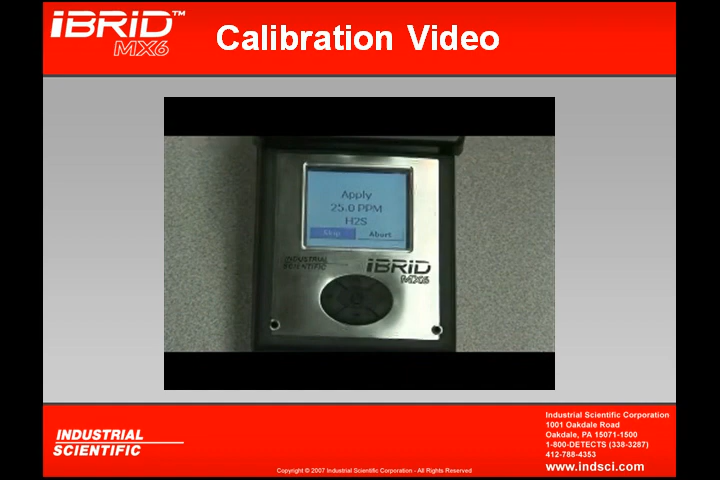 iBRiD™
MX6
Calibration Video
Apply
25.0 PPM
H2S
Skip Abort
INDUSTRIAL
SCIENTIFIC
iBRiD
MX6
INDUSTRIAL
SCIENTIFIC
Industrial Scientific Corporation
1001 Oakdale Road
Oakdale, PA 15071-1500
1-800-DETECTS (338-3287)
412-788-4353
www.indsci.com
Copyright © 2007 Industrial Scientific Corporation - All Rights Reserved